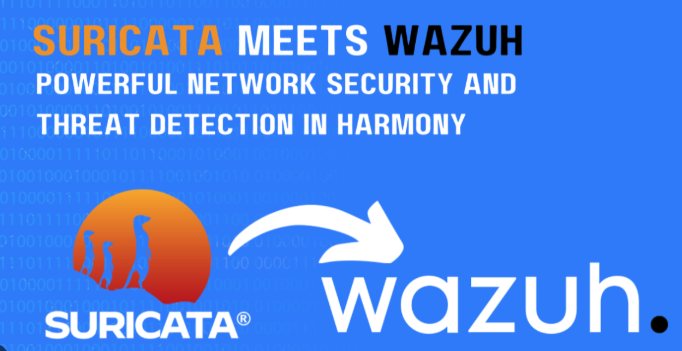 SURICATA MEETS WAZUH
POWERFUL NETWORK SECURITY AND
THREAT DETECTION IN HARMONY
SURICATA®
wazuh.